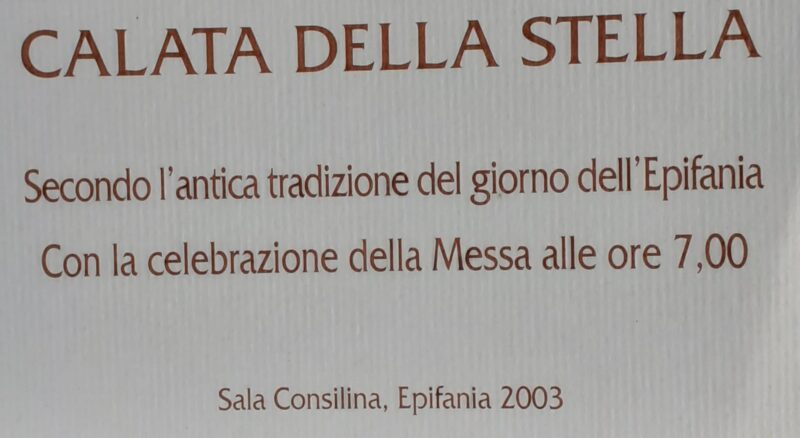 CALATA DELLA STELLA
Secondo l'antica tradizione del giorno dell'Epifania
Con la celebrazione della Messa alle ore 7,00
Sala Consilina, Epifania 2003